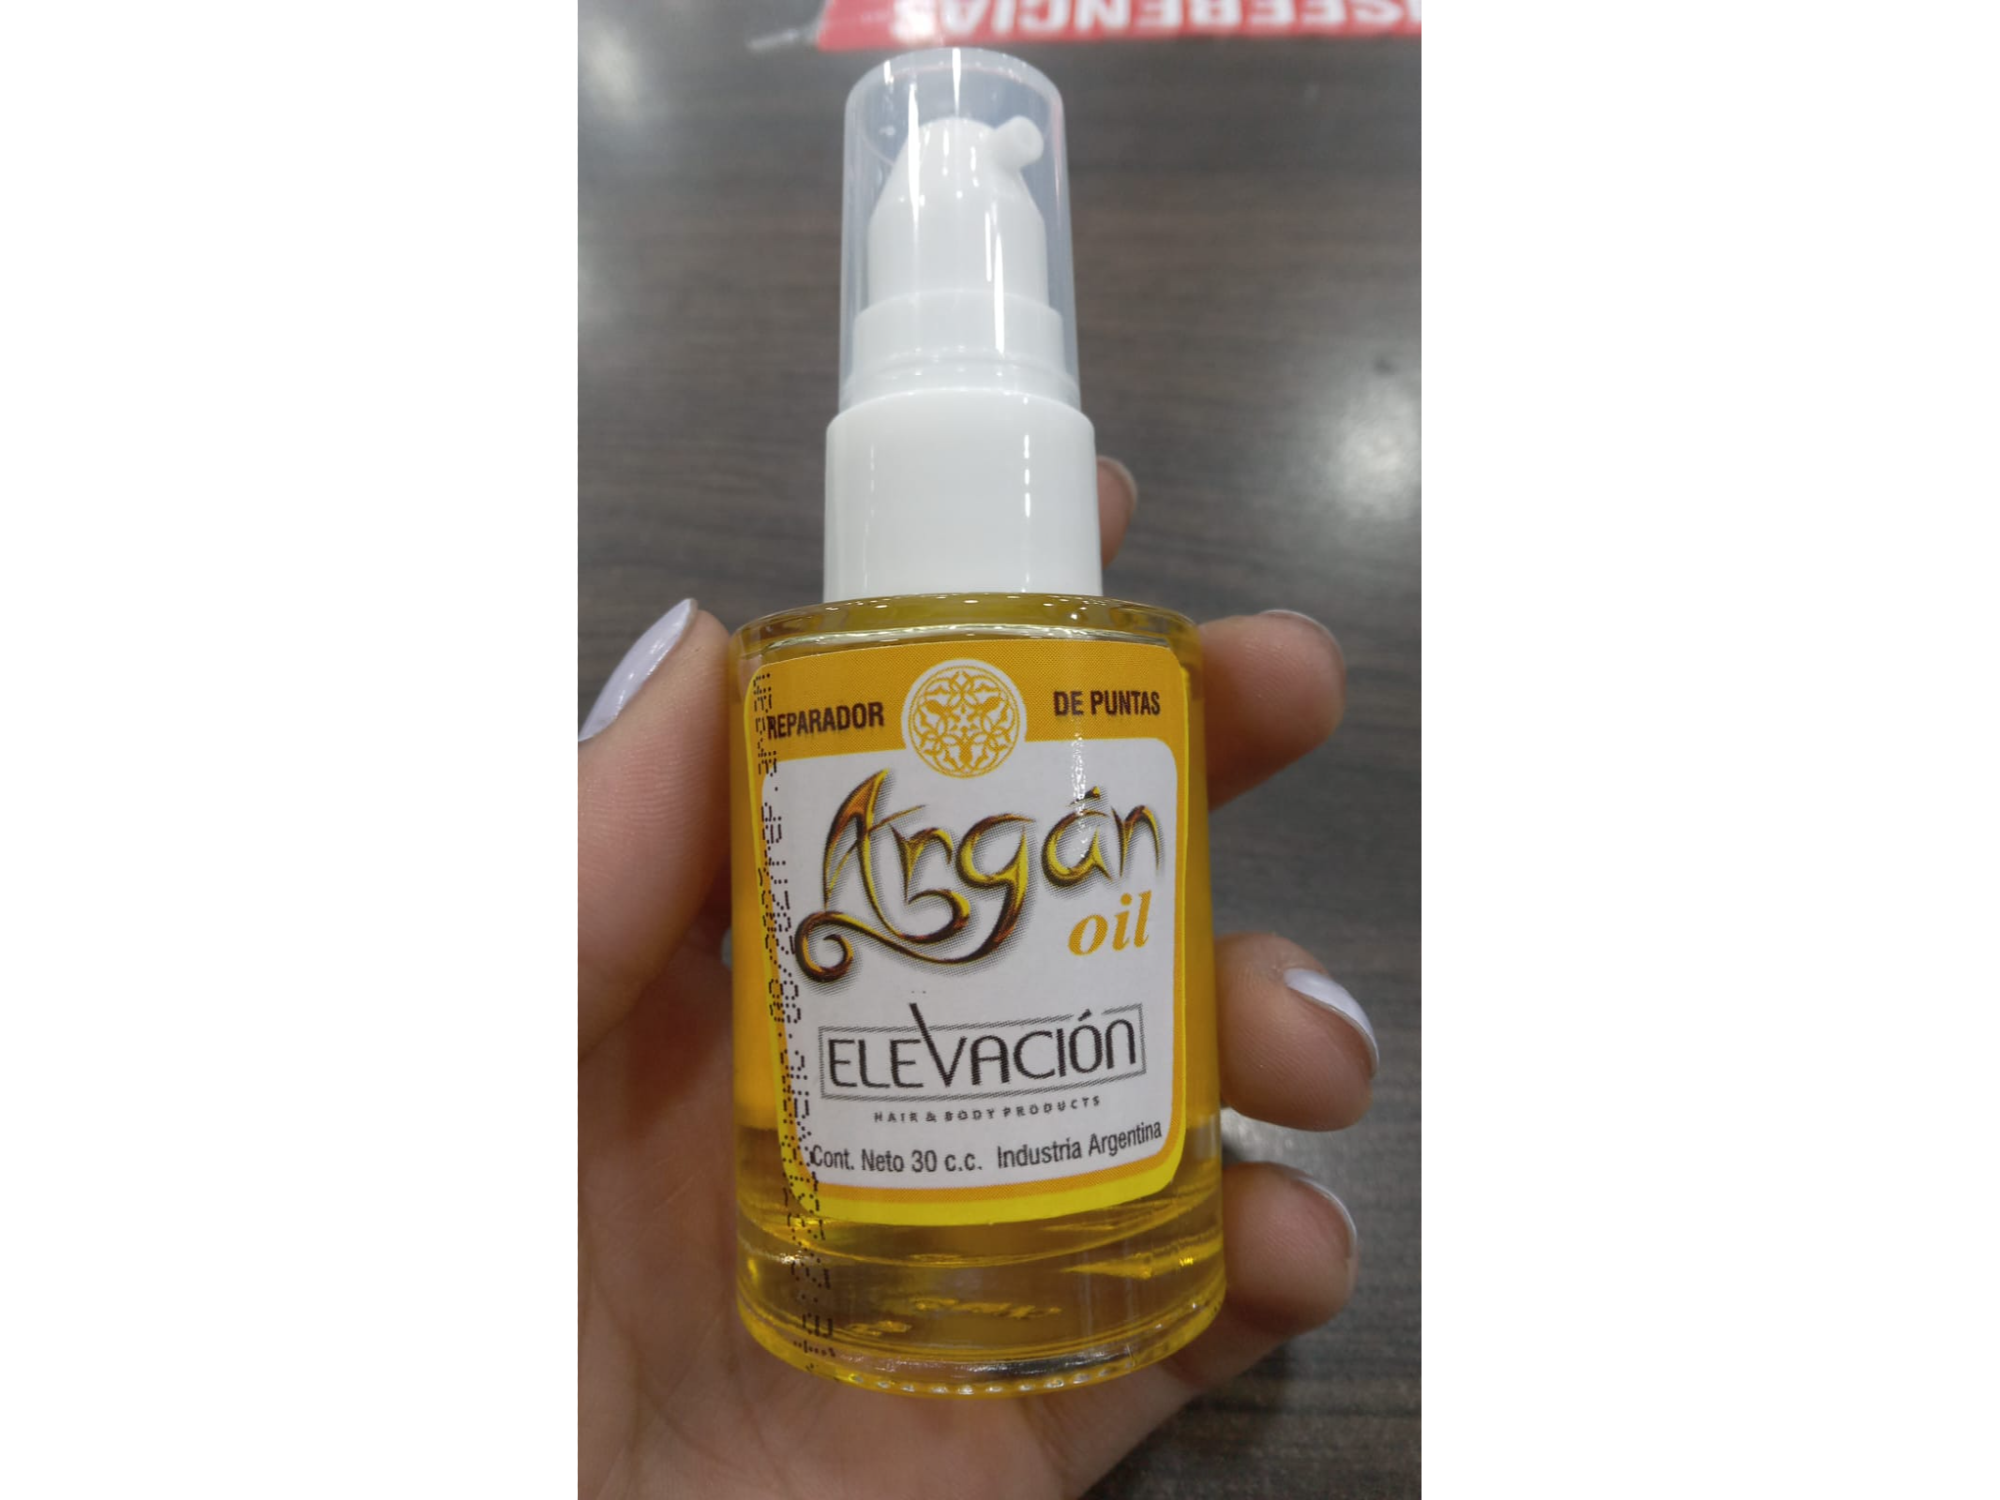 REPARADOR DE PUNTAS
Argán
oil
ELEVACIÓN
HAIR & BODY PRODUCTS
Cont. Neto 30 c.c. Industria Argentina